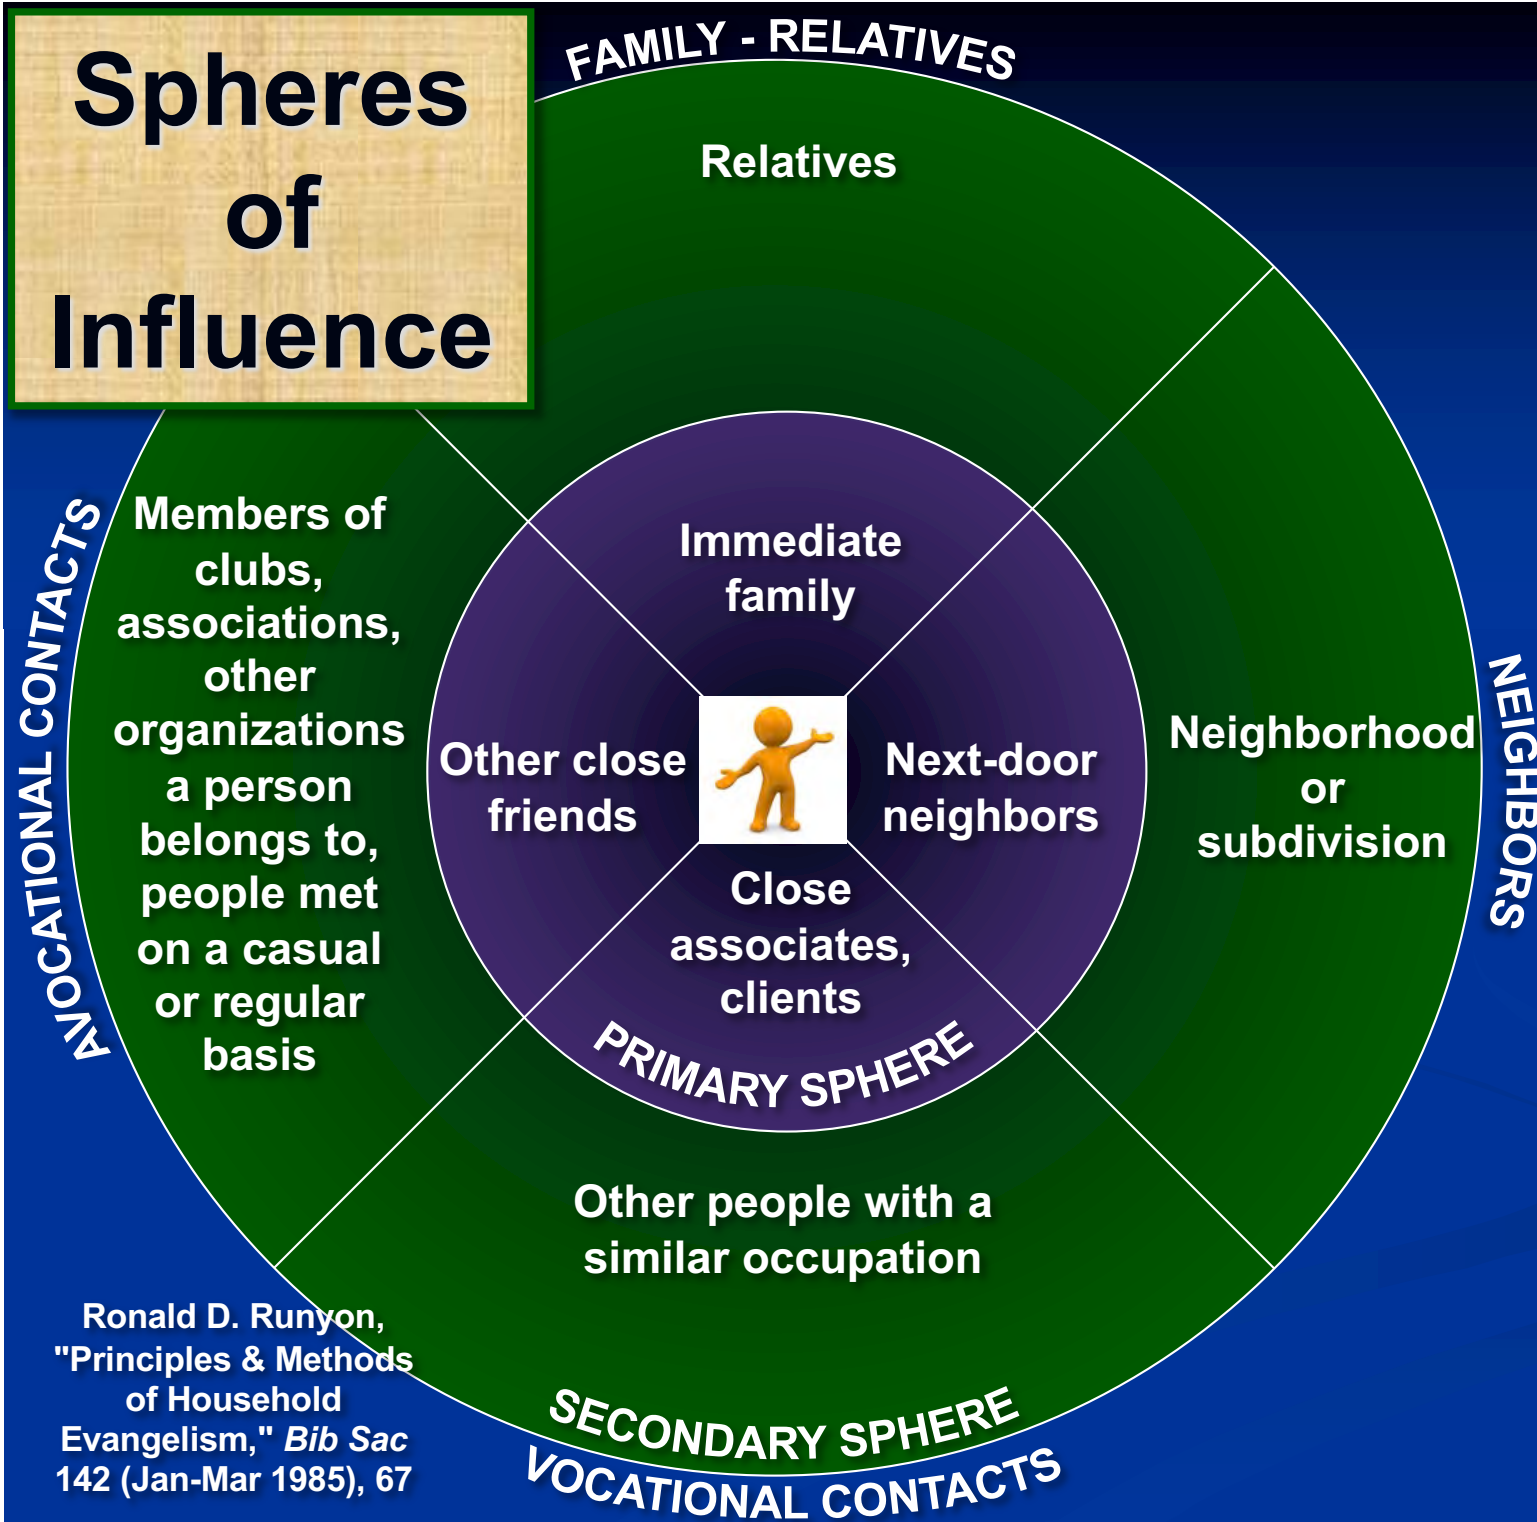 Spheres
of
Influence
FAMILY - RELATIVES
Relatives
Immediate
family
AVOCATIONAL CONTACTS
Members of
clubs,
associations,
other
organizations
a person
belongs to,
people met
on a casual
or regular
basis
Other close
friends
Next-door
neighbors
Neighborhood
or
subdivision
NEIGHBORS
Close
associates,
clients
PRIMARY SPHERE
Other people with a
similar occupation
SECONDARY SPHERE
VOCATIONAL CONTACTS
Ronald D. Runyon,
"Principles & Methods
of Household
Evangelism," Bib Sac
142 (Jan-Mar 1985), 67